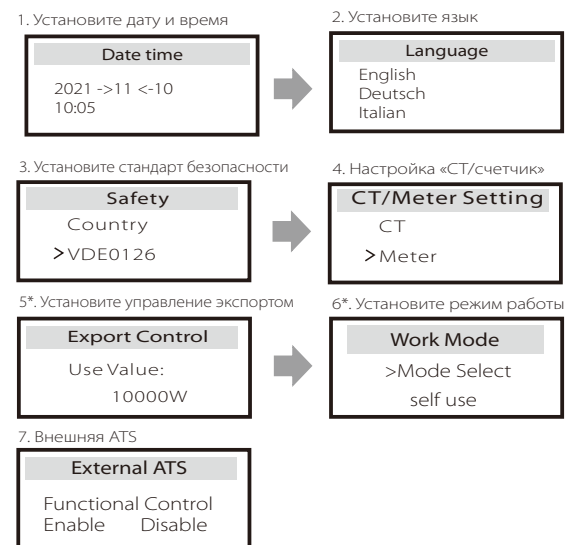 1. Установите дату и время
Date time
2021 ->11 <-10
10:05
2. Установите язык
Language
English
Deutsch
Italian
3. Установите стандарт безопасности
Safety
Country
>VDE0126
4. Настройка «СТ/счетчик»
CT/Meter Setting
CT
>Meter
5*. Установите управление экспортом
Export Control
Use Value:
10000W
6*. Установите режим работы
Work Mode
>Mode Select
self use
7. Внешняя ATS
External ATS
Functional Control
Enable Disable